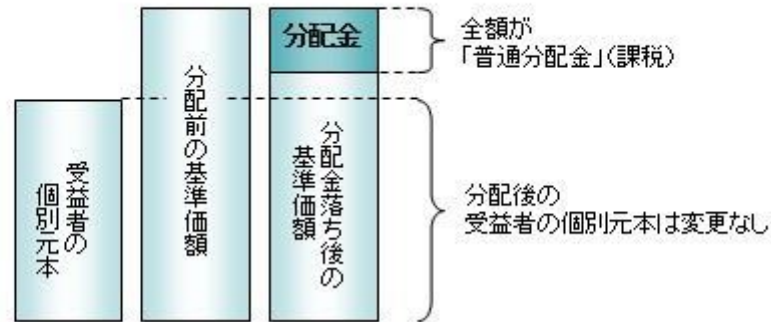 受益者の
個別元本
分配前の基準価額
分配金
分配金落ち後の
基準価額
全額が
「普通分配金」(課税)
分配後の
受益者の個別元本は変更なし